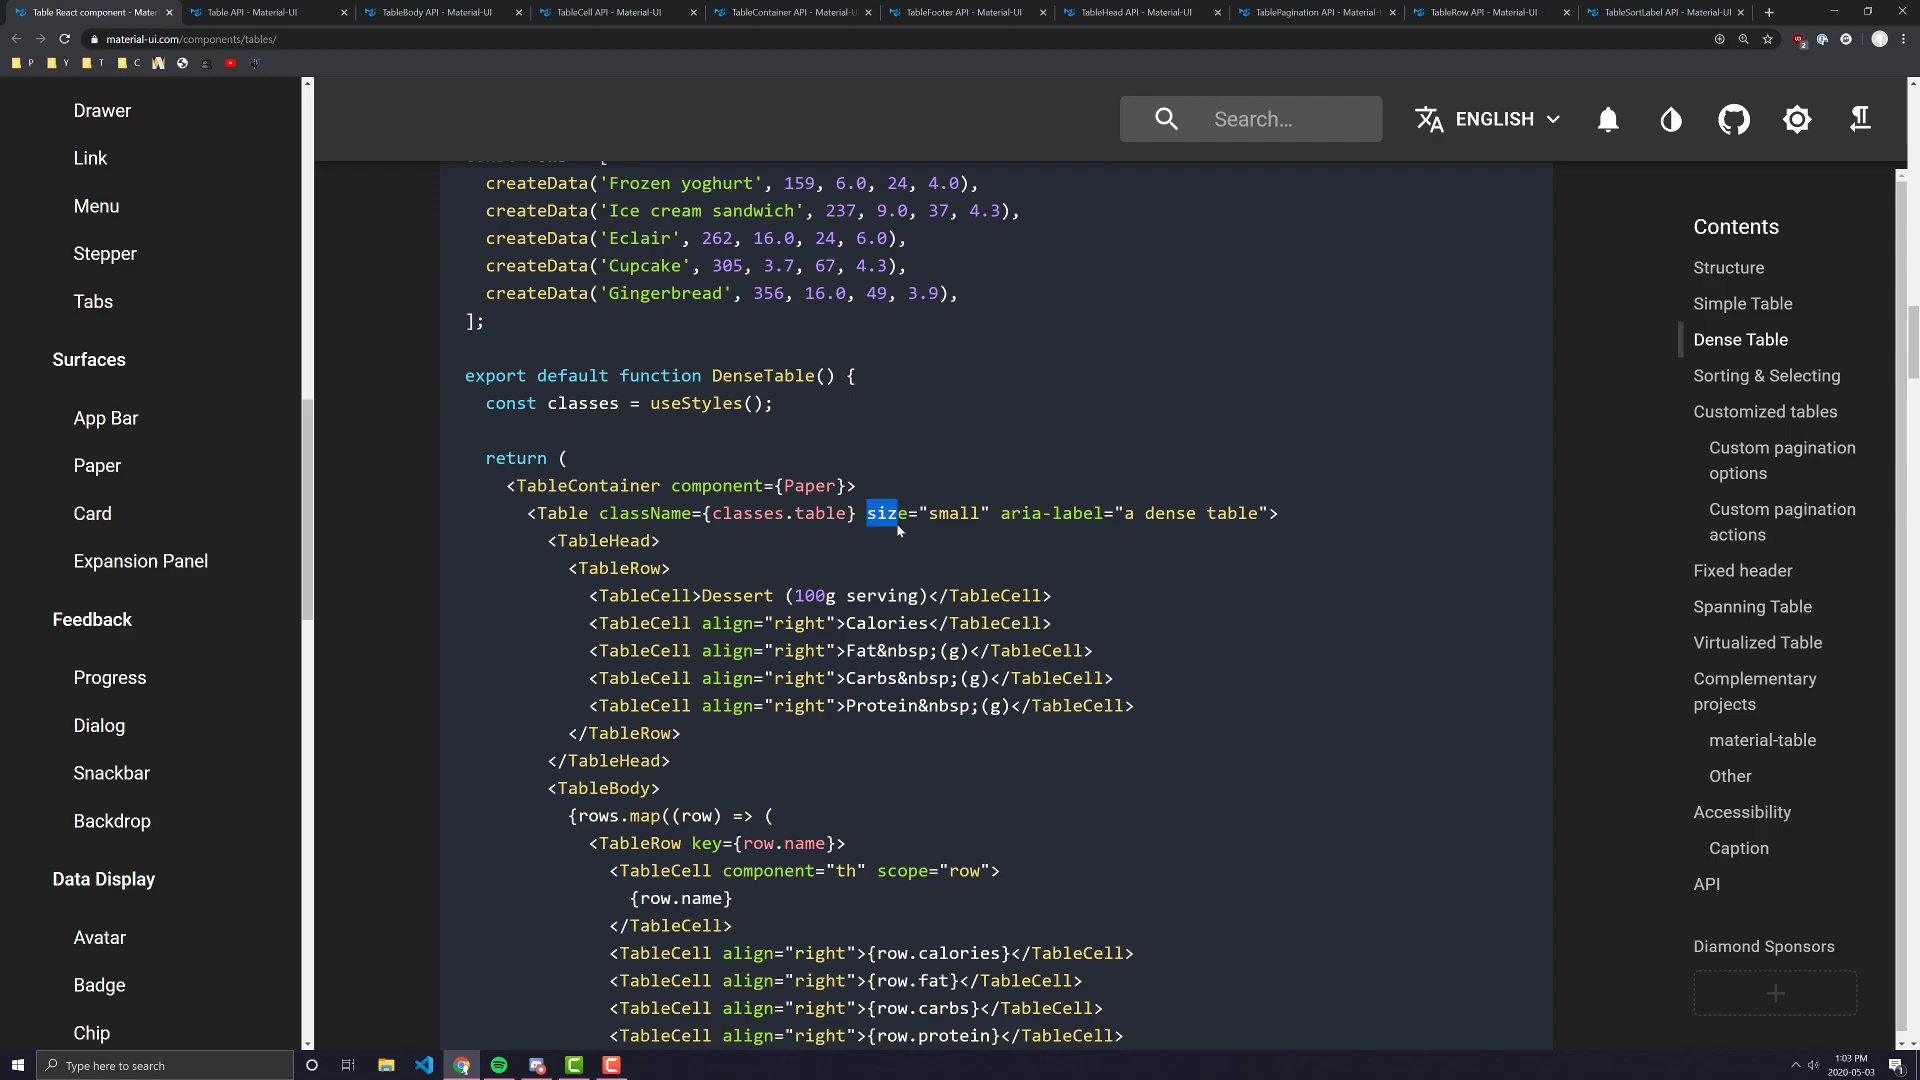 Table React component - Mater
Table API - Material-UI
TableBody API - Material-UI
TableCell API - Material-UI
TableContainer API - Material-UI
TableFooter API - Material-UI
TableHead API - Material-UI
TablePagination API - Material-
TableRow API - Material-UI
TableSortLabel API - Material-UI
material-ui.com/components/tables/
P
Y
T
C
Drawer
Link
Menu
Stepper
Tabs
Surfaces
App Bar
Paper
Card
Expansion Panel
Feedback
Progress
Dialog
Snackbar
Backdrop
Data Display
Avatar
Badge
Chip
Search…
ENGLISH
createData('Frozen yoghurt', 159, 6.0, 24, 4.0),
createData('Ice cream sandwich', 237, 9.0, 37, 4.3),
createData('Eclair', 262, 16.0, 24, 6.0),
createData('Cupcake', 305, 3.7, 67, 4.3),
createData('Gingerbread', 356, 16.0, 49, 3.9),
];
export default function DenseTable() {
const classes = useStyles();
return (
<TableContainer component={Paper}>
<Table className={classes.table} size="small" aria-label="a dense table">
<TableHead>
<TableRow>
<TableCell>Dessert (100g serving)</TableCell>
<TableCell align="right">Calories</TableCell>
<TableCell align="right">Fat&nbsp;(g)</TableCell>
<TableCell align="right">Carbs&nbsp;(g)</TableCell>
<TableCell align="right">Protein&nbsp;(g)</TableCell>
</TableRow>
</TableHead>
<TableBody>
{rows.map((row) => (
<TableRow key={row.name}>
<TableCell component="th" scope="row">
{row.name}
</TableCell>
<TableCell align="right">{row.calories}</TableCell>
<TableCell align="right">{row.fat}</TableCell>
<TableCell align="right">{row.carbs}</TableCell>
<TableCell align="right">{row.protein}</TableCell>
Contents
Structure
Simple Table
Dense Table
Sorting & Selecting
Customized tables
Custom pagination
options
Custom pagination
actions
Fixed header
Spanning Table
Virtualized Table
Complementary
projects
material-table
Other
Accessibility
Caption
API
Diamond Sponsors
Type here to search
1:03 PM
2020-05-03